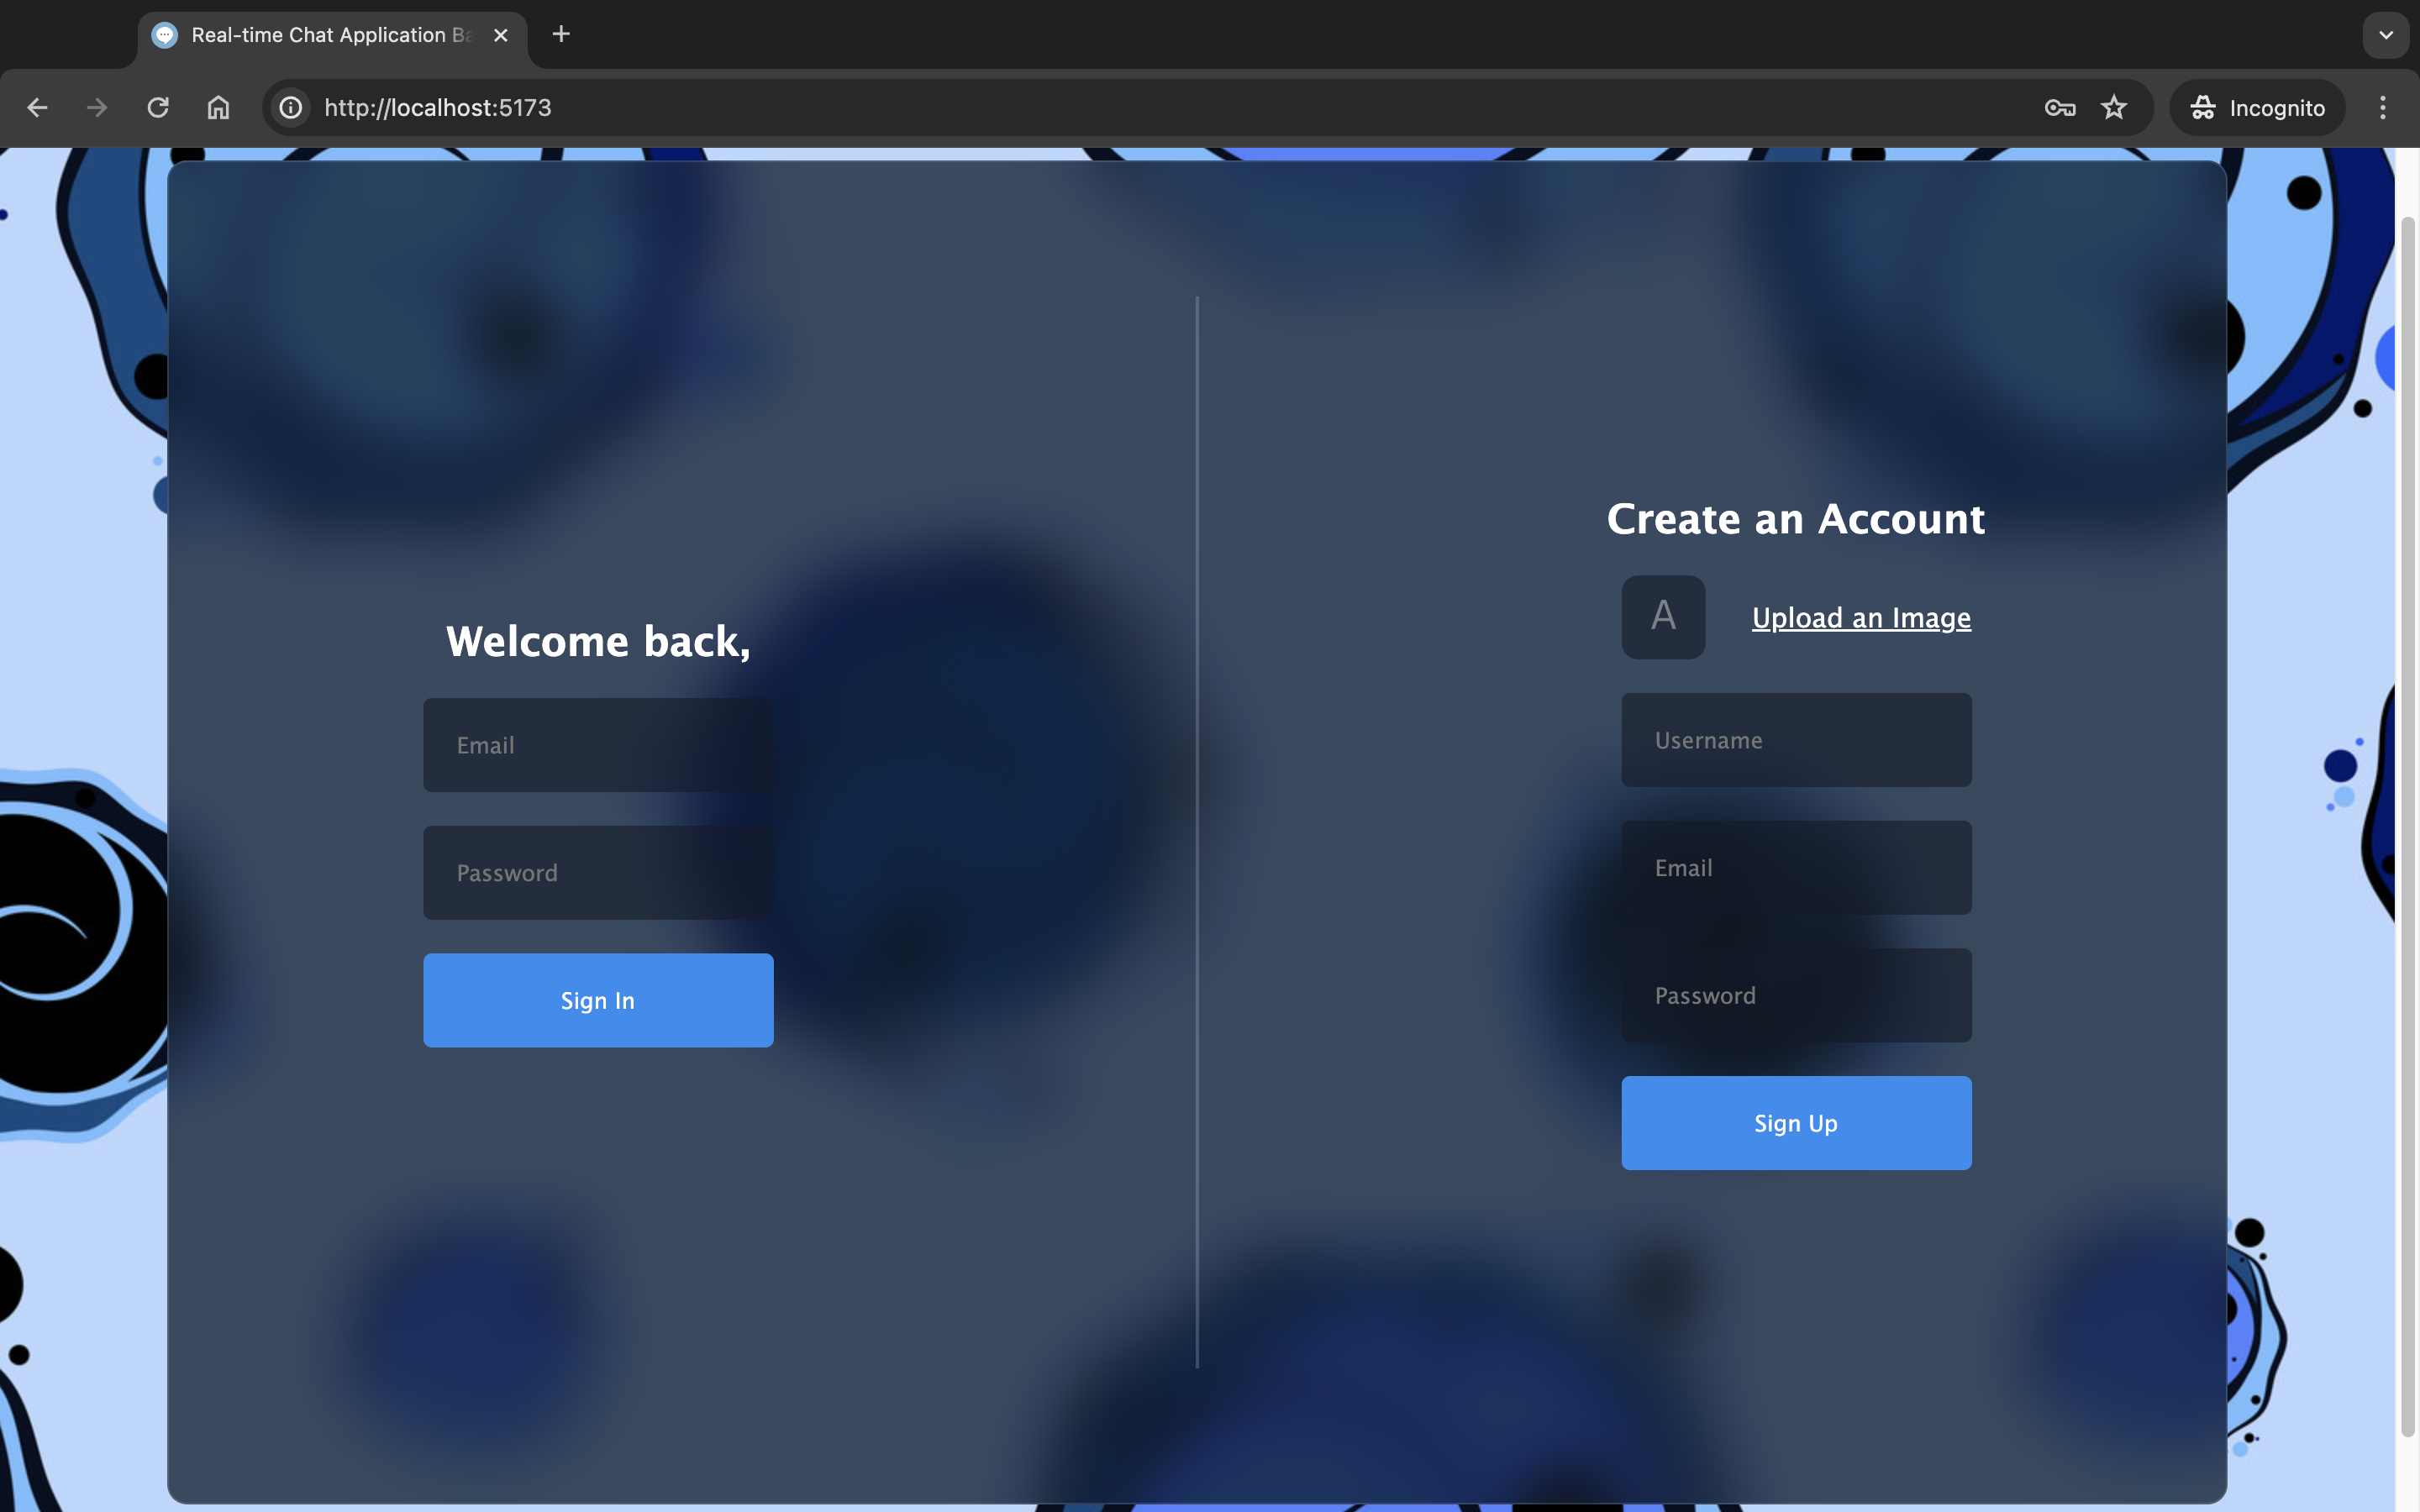 Real-time Chat Application Ba
http://localhost:5173
Incognito
Welcome back,
Email
Password
Sign In
Create an Account
A
Upload an Image
Username
Email
Password
Sign Up